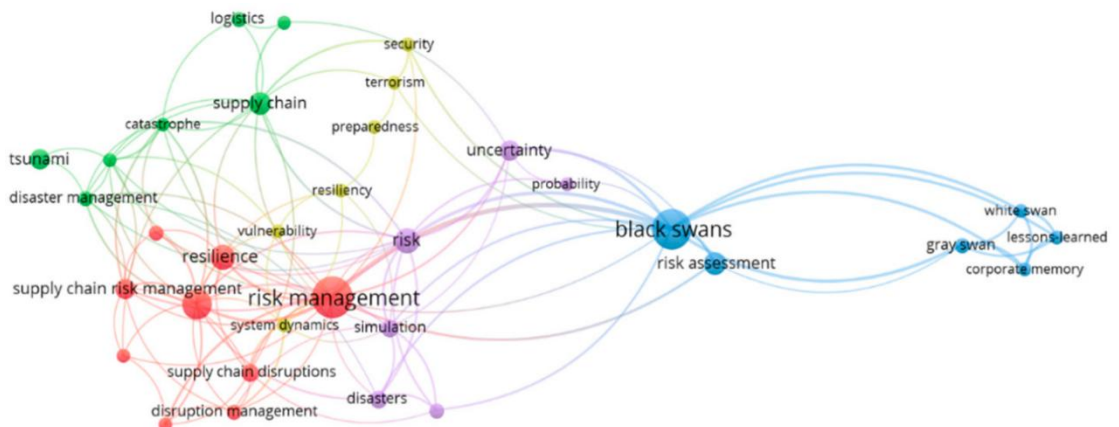 logistics
security
terrorism
supply chain
catastrophe
preparedness
uncertainty
tsunami
probability
disaster management
resiliency
white swan
vulnerability
black swans
risk
lessons-learned
gray swan
resilience
risk assessment
corporate memory
supply chain risk management
risk management
system dynamics
simulation
supply chain disruptions
disasters
disruption management